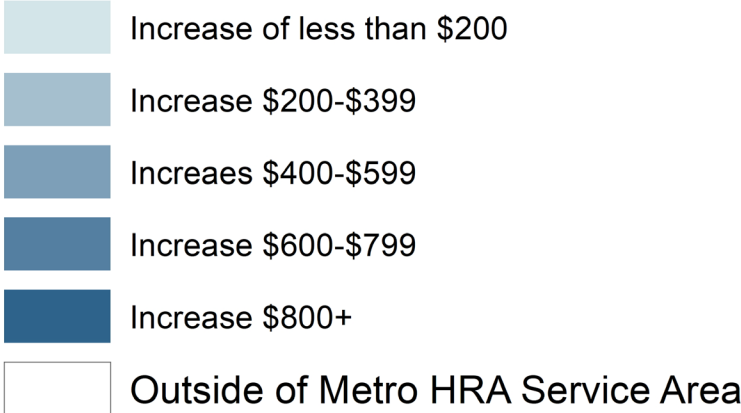 Increase of less than $200
Increase $200-$399
Increaes $400-$599
Increase $600-$799
Increase $800+
Outside of Metro HRA Service Area